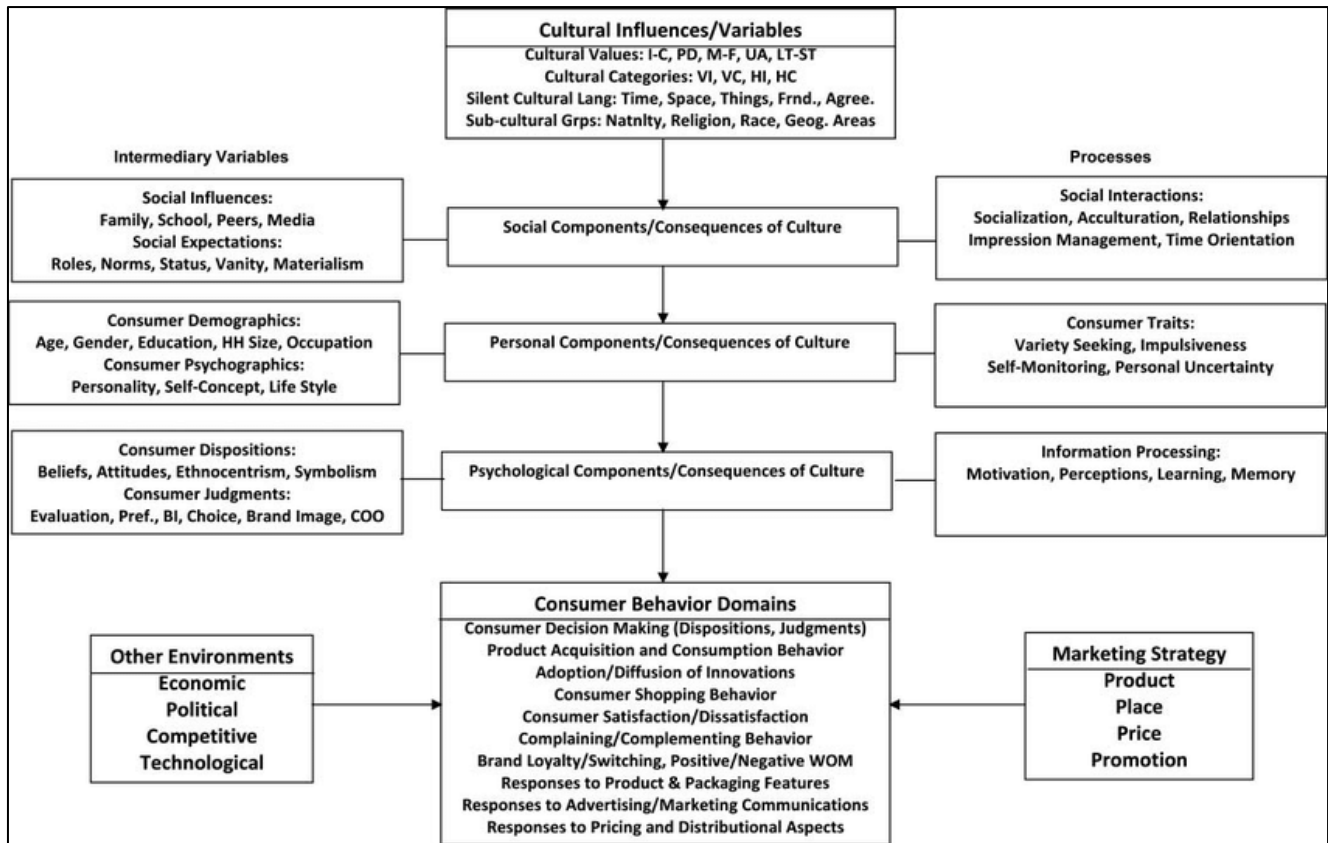 Cultural Influences/Variables
Cultural Values: I-C, PD, M-F, UA, LT-ST
Cultural Categories: VI, VC, HI, HC
Silent Cultural Lang: Time, Space, Things, Frnd., Agree.
Sub-cultural Grps: Natnlty, Religion, Race, Geog. Areas
Intermediary Variables
Processes
Social Influences:
Family, School, Peers, Media
Social Expectations:
Roles, Norms, Status, Vanity, Materialism
Social Components/Consequences of Culture
Social Interactions:
Socialization, Acculturation, Relationships
Impression Management, Time Orientation
Consumer Demographics:
Age, Gender, Education, HH Size, Occupation
Consumer Psychographics:
Personality, Self-Concept, Life Style
Personal Components/Consequences of Culture
Consumer Traits:
Variety Seeking, Impulsiveness
Self-Monitoring, Personal Uncertainty
Consumer Dispositions:
Beliefs, Attitudes, Ethnocentrism, Symbolism
Consumer Judgments:
Evaluation, Pref., BI, Choice, Brand Image, COO
Psychological Components/Consequences of Culture
Information Processing:
Motivation, Perceptions, Learning, Memory
Other Environments
Economic
Political
Competitive
Technological
Consumer Behavior Domains
Consumer Decision Making (Dispositions, Judgments)
Product Acquisition and Consumption Behavior
Adoption/Diffusion of Innovations
Consumer Shopping Behavior
Consumer Satisfaction/Dissatisfaction
Complaining/Complementing Behavior
Brand Loyalty/Switching, Positive/Negative WOM
Responses to Product & Packaging Features
Responses to Advertising/Marketing Communications
Responses to Pricing and Distributional Aspects
Marketing Strategy
Product
Place
Price
Promotion